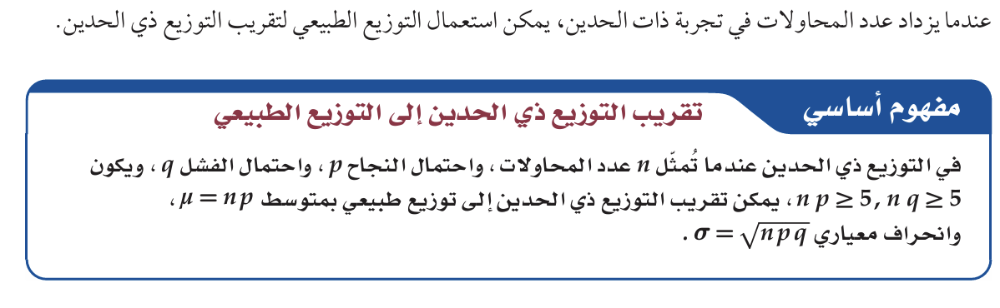 عندما يزداد عدد المحاولات في تجربة ذات الحدين، يمكن استعمال التوزيع الطبيعي لتقريب التوزيع ذي الحدين.
مفهوم أساسي
تقريب التوزيع ذي الحدين إلى التوزيع الطبيعي
في التوزيع ذي الحدين عندما تُمثّل n عدد المحاولات، واحتمال النجاح p، واحتمال الفشل q، ويكون
n p ≥ 5, n q ≥ 5، يمكن تقريب التوزيع ذي الحدين إلى توزيع طبيعي بمتوسط μ = n p،
وانحراف معياري σ = √n p q.